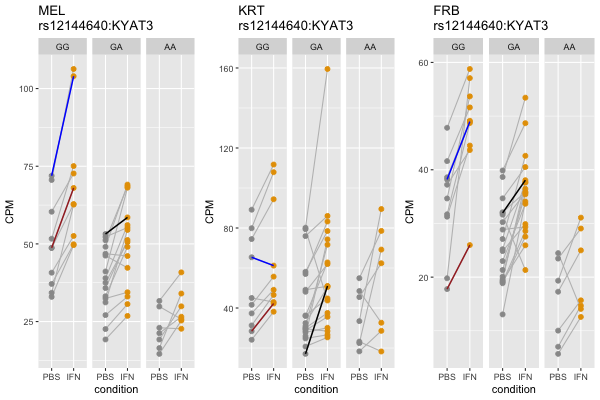 MEL
rs12144640:KYAT3
GG GA AA
100
75
50
25
CPM
PBS IFN PBS IFN PBS IFN
condition
KRT
rs12144640:KYAT3
GG GA AA
160
120
80
40
CPM
PBS IFN PBS IFN PBS IFN
condition
FRB
rs12144640:KYAT3
GG GA AA
60
40
20
CPM
PBS IFN PBS IFN PBS IFN
condition